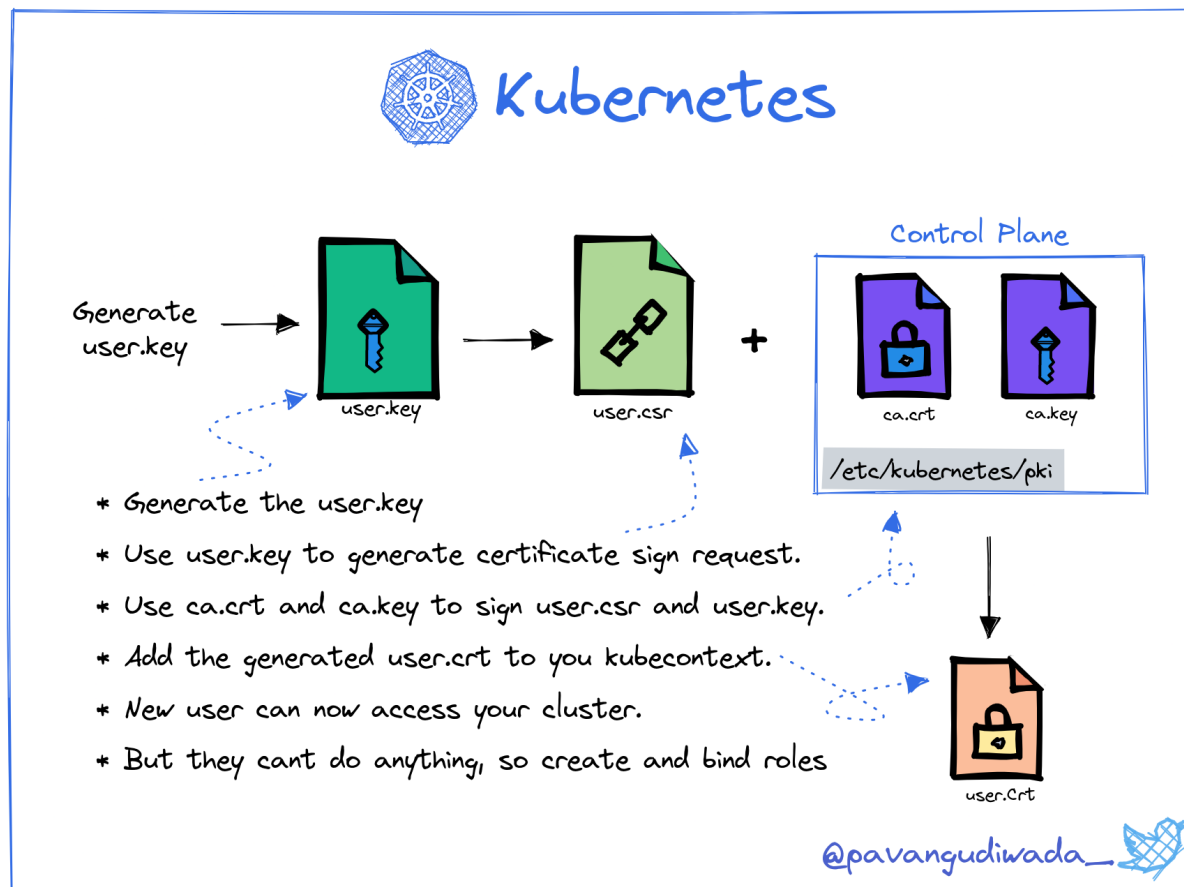 Kubernetes
Control Plane
Generate
user.key
user.key
user.csr
ca.crt
ca.key
/etc/kubernetes/pki
* Generate the user.key
* Use user.key to generate certificate sign request.
* Use ca.crt and ca.key to sign user.csr and user.key.
* Add the generated user.crt to you kubecontext.
* New user can now access your cluster.
* But they cant do anything, so create and bind roles
user.Crt
@pavangudiwada_